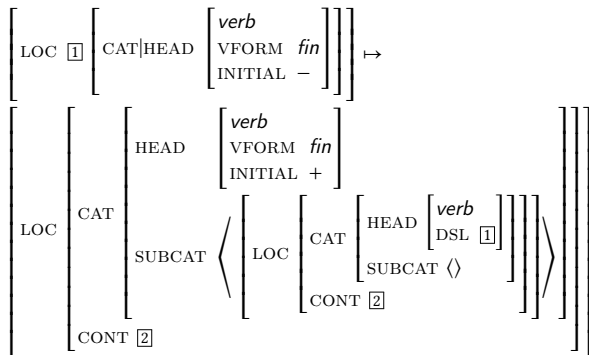 verb
LOC 1 CAT|HEAD VFORM fin ↦
INITIAL −
verb
HEAD VFORM fin
INITIAL +
CAT
LOC
verb
HEAD DSL 1
CAT
SUBCAT ⟨ LOC SUBCAT ⟨⟩ ⟩
CONT 2
CONT 2